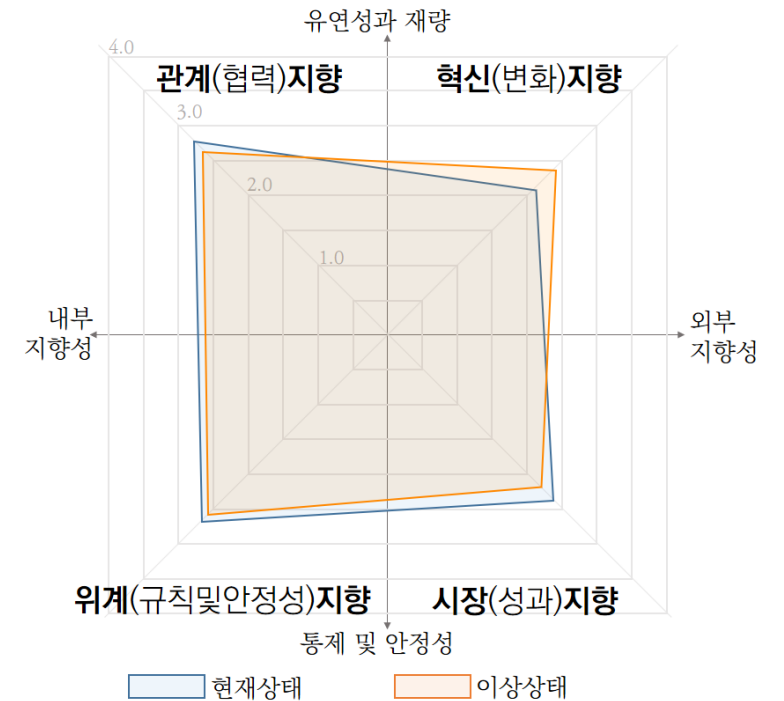 유연성과 재량
4.0
관계(협력)지향
혁신(변화)지향
3.0
2.0
1.0
내부
지향성
외부
지향성
위계(규칙및안정성)지향
시장(성과)지향
통제 및 안정성
현재상태
이상상태